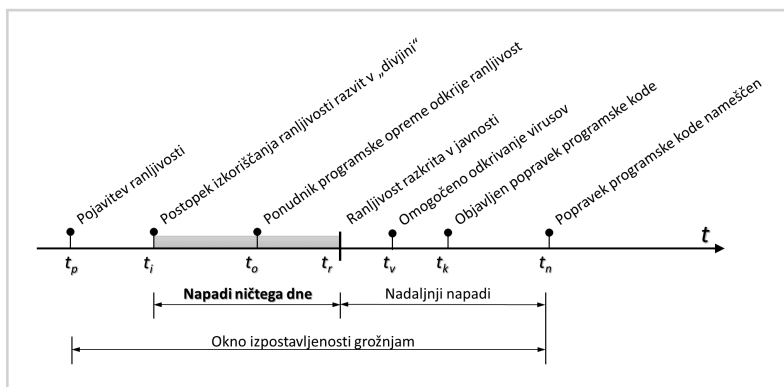 Pojavitev ranljivosti
Postopek izkoriščanja ranljivosti razvit v „divjini“
Ponudnik programske opreme odkrije ranljivost
Ranljivost razkrita v javnosti
Omogočeno odkrivanje virusov
Objavljen popravek programske kode
Popravek programske kode nameščen
t
tp ti to tr tv tk tn
Napadi ničtega dne Nadaljnji napadi
Okno izpostavljenosti grožnjam